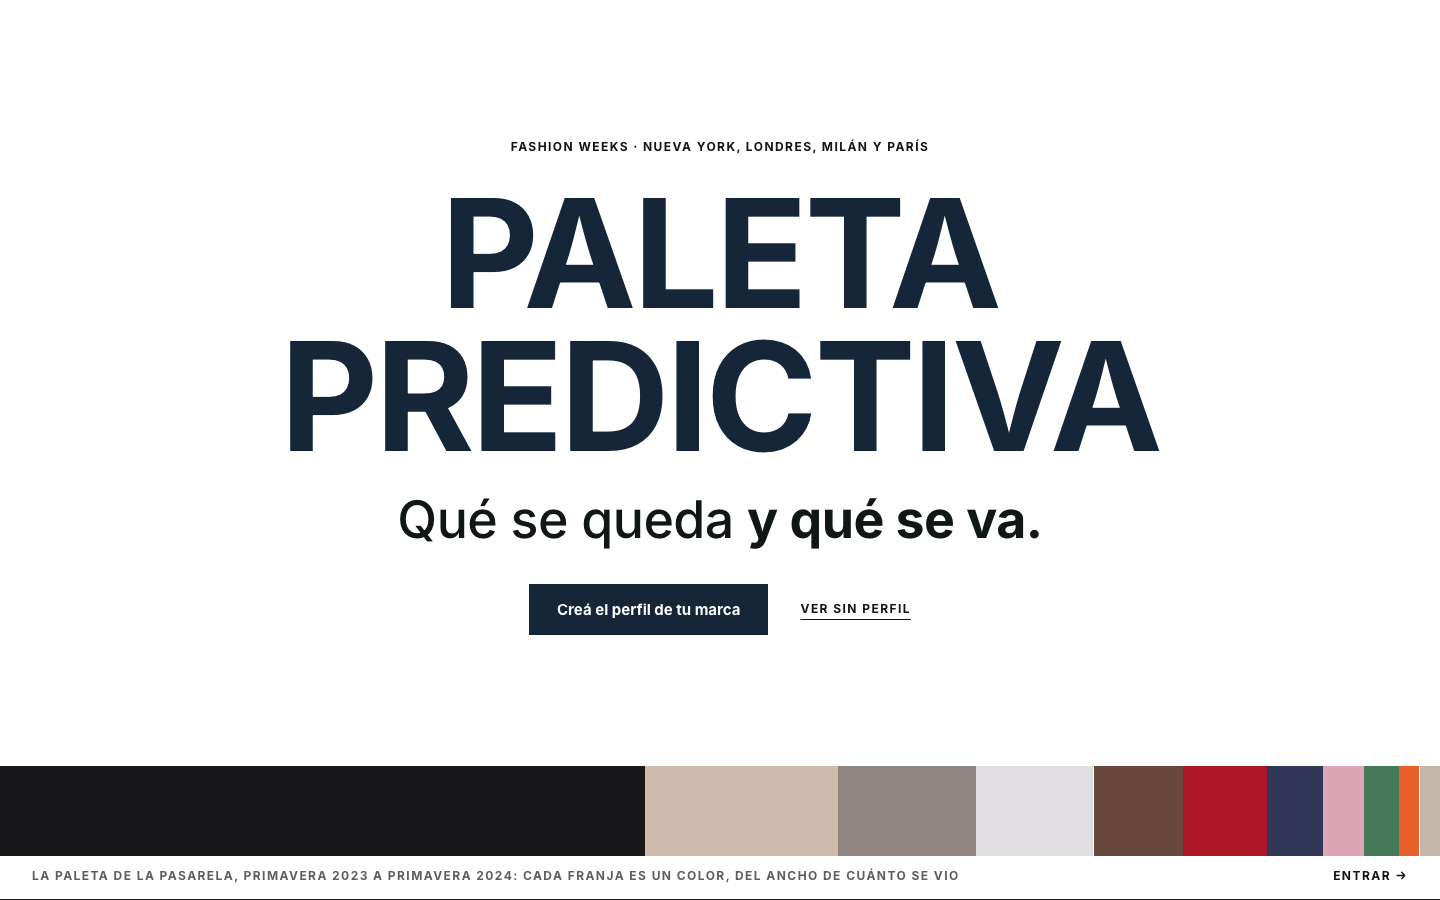 FASHION WEEKS · NUEVA YORK, LONDRES, MILÁN Y PARÍS
PALETA
PREDICTIVA
Qué se queda y qué se va.
Creá el perfil de tu marca
VER SIN PERFIL
LA PALETA DE LA PASARELA, PRIMAVERA 2023 A PRIMAVERA 2024: CADA FRANJA ES UN COLOR, DEL ANCHO DE CUÁNTO SE VIO
ENTRAR →